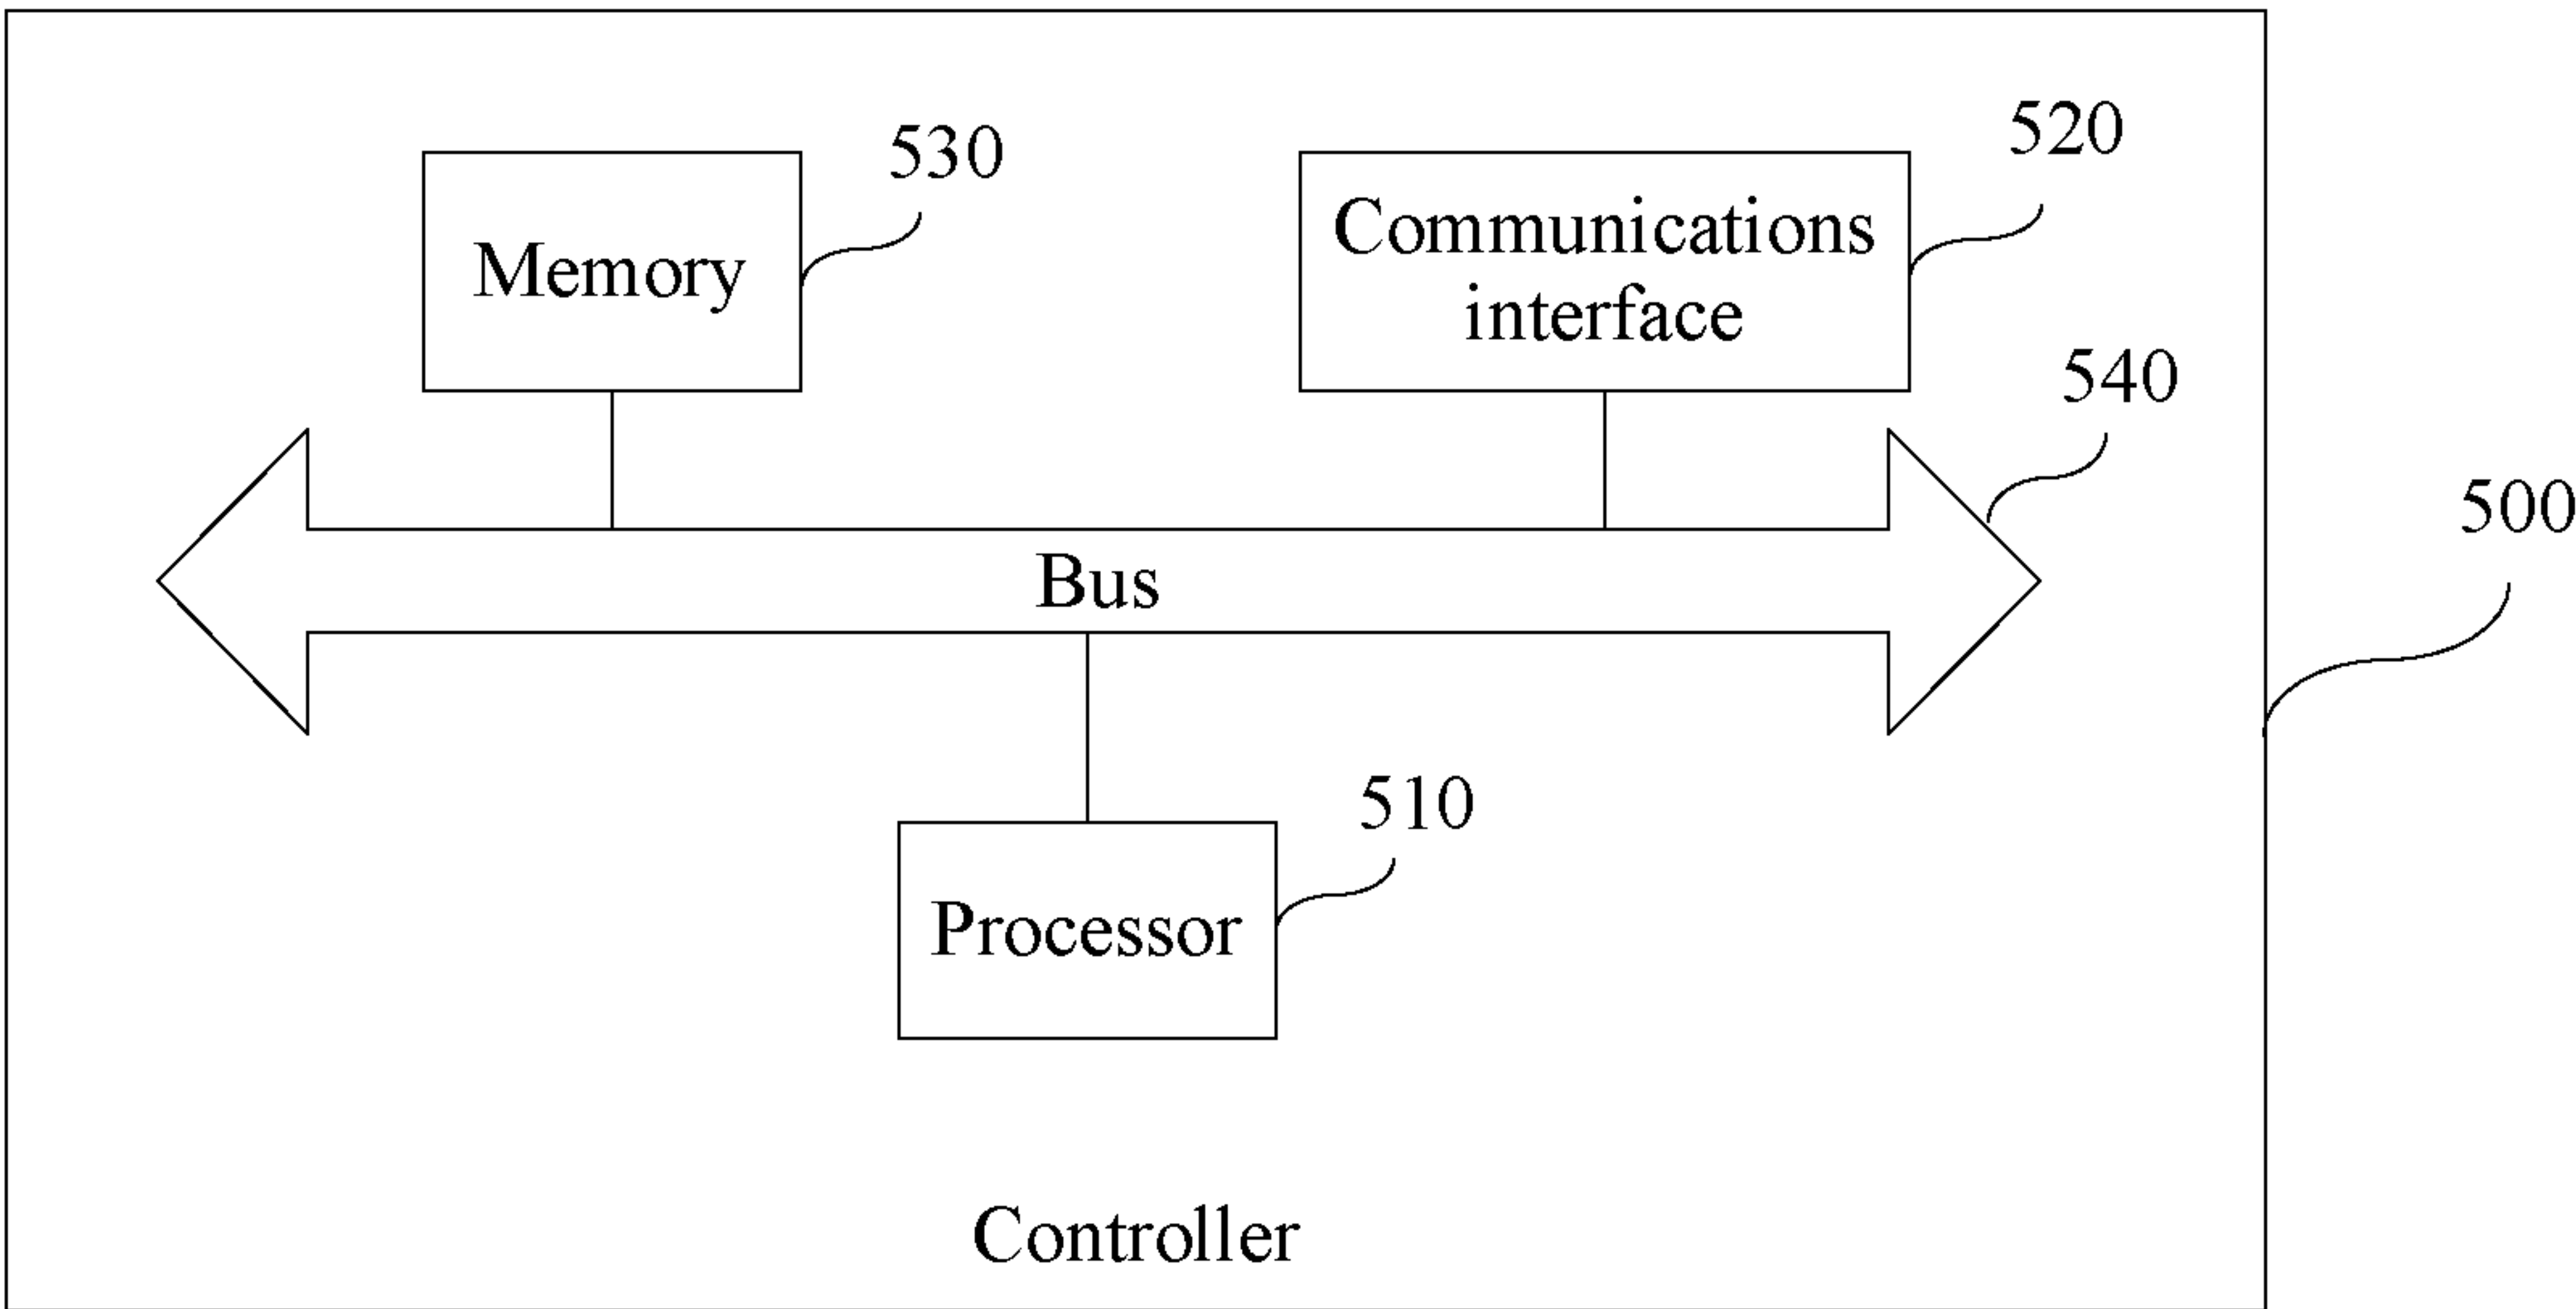 530
520
Memory
Communications
interface
540
500
Bus
510
Processor
Controller